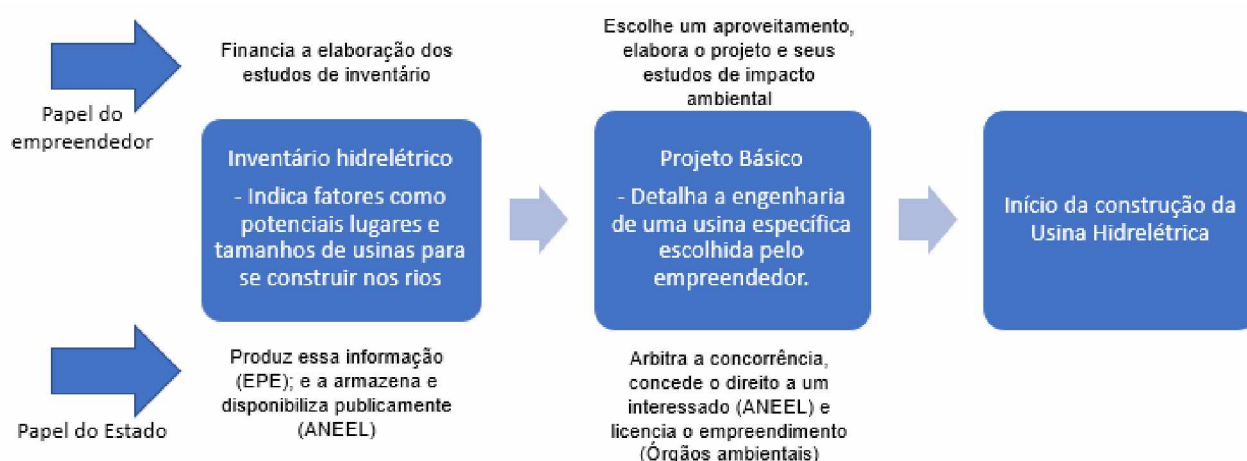 Papel do
empreendedor
Financia a elaboração dos
estudos de inventário
Escolhe um aproveitamento,
elabora o projeto e seus
estudos de impacto
ambiental
Inventário hidrelétrico
- Indica fatores como
potenciais lugares e
tamanhos de usinas para
se construir nos rios
Projeto Básico
- Detalha a engenharia
de uma usina específica
escolhida pelo
empreendedor.
Início da construção da
Usina Hidrelétrica
Papel do Estado
Produz essa informação
(EPE); e a armazena e
disponibiliza publicamente
(ANEEL)
Arbitra a concorrência,
concede o direito a um
interessado (ANEEL) e
licencia o empreendimento
(Órgãos ambientais)